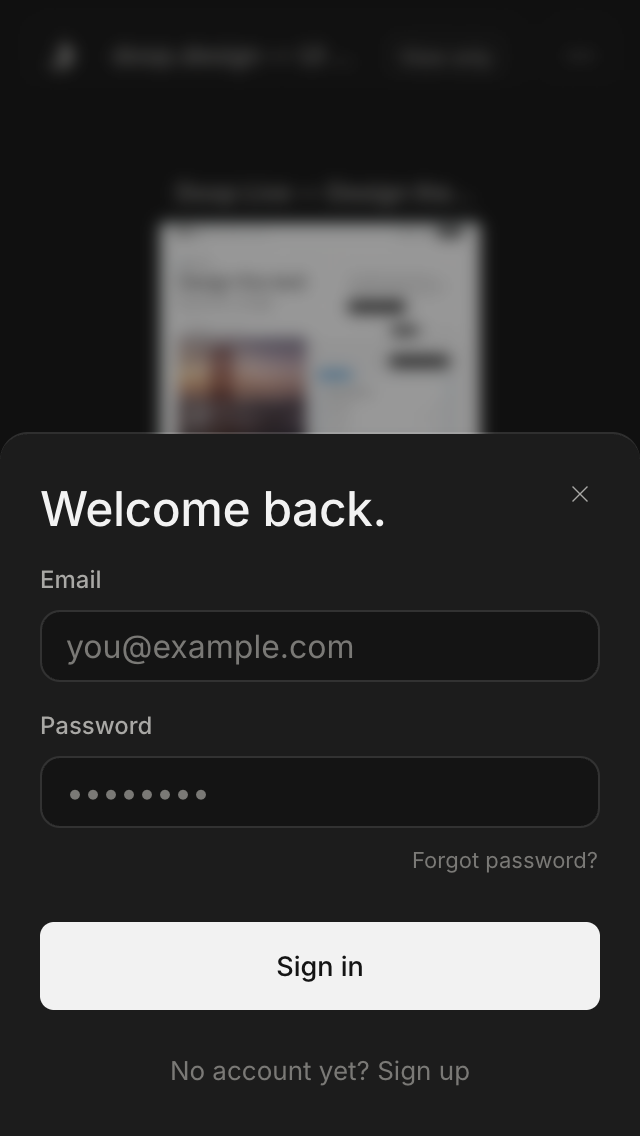 Welcome back.
Email
you@example.com
Password
Forgot password?
Sign in
No account yet? Sign up